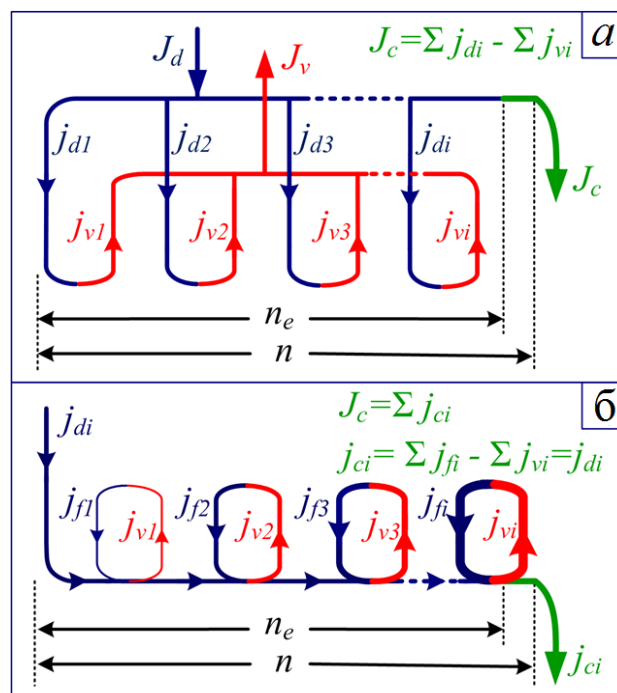 J_c=Σ j_di - Σ j_vi
а
J_d
J_v
j_d1
j_d2
j_d3
j_di
J_c
j_v1
j_v2
j_v3
j_vi
n_e
n
J_c=Σ j_ci
б
j_ci=Σ j_fi - Σ j_vi=j_di
j_di
j_f1
j_f2
j_f3
j_fi
j_v1
j_v2
j_v3
j_vi
n_e
n
j_ci